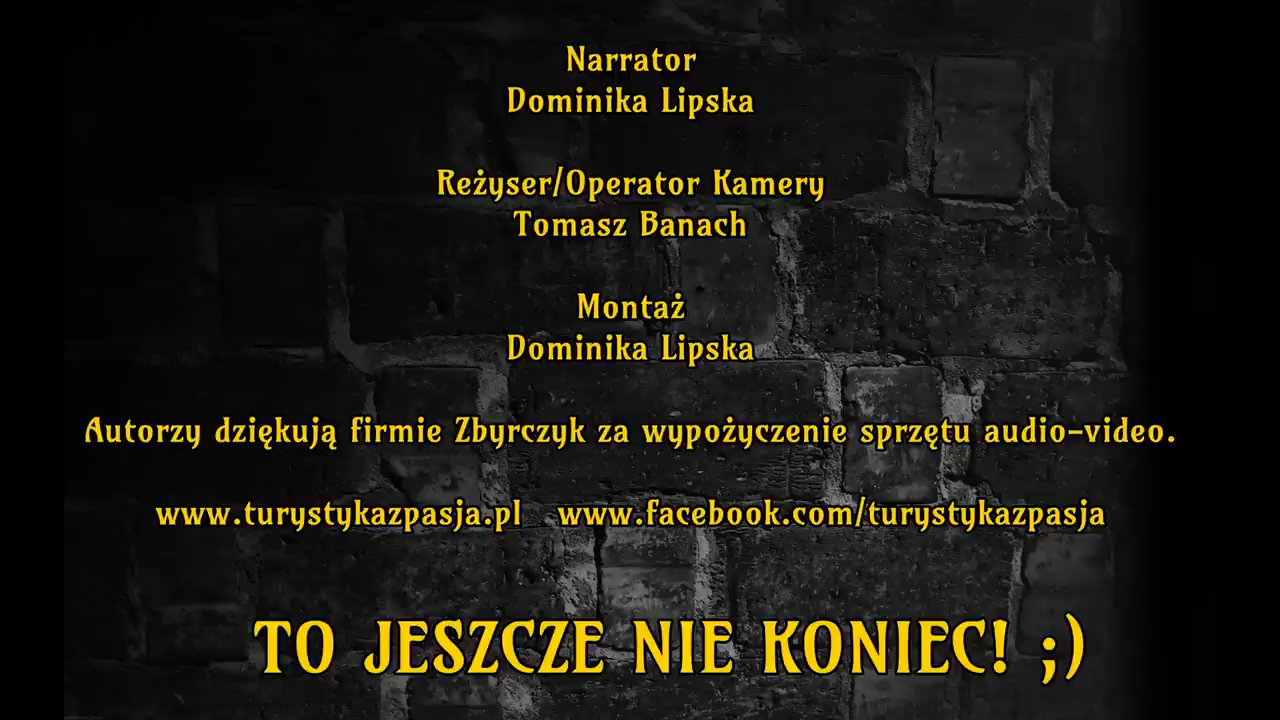 Narrator
Dominika Lipska
Reżyser/Operator Kamery
Tomasz Banach
Montaż
Dominika Lipska
Autorzy dziękują firmie Zbyrczyk za wypożyczenie sprzętu audio-video.
www.turystykazpasja.pl www.facebook.com/turystykazpasja
TO JESZCZE NIE KONIEC! ;)